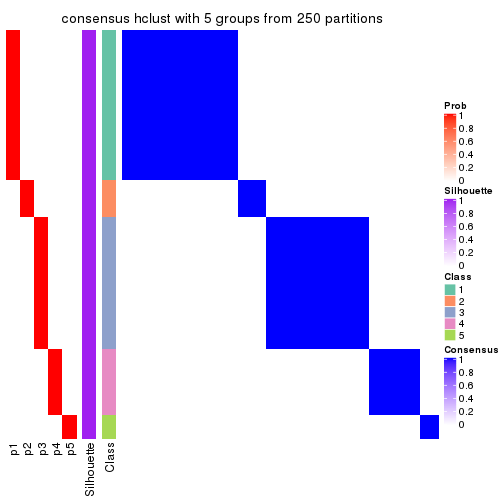 consensus hclust with 5 groups from 250 partitions
Prob
1
0.8
0.6
0.4
0.2
0
Silhouette
1
0.8
0.6
0.4
0.2
0
Class
1
2
3
4
5
Consensus
1
0.8
0.6
0.4
0.2
0
p1
p2
p3
p4
p5
Silhouette
Class